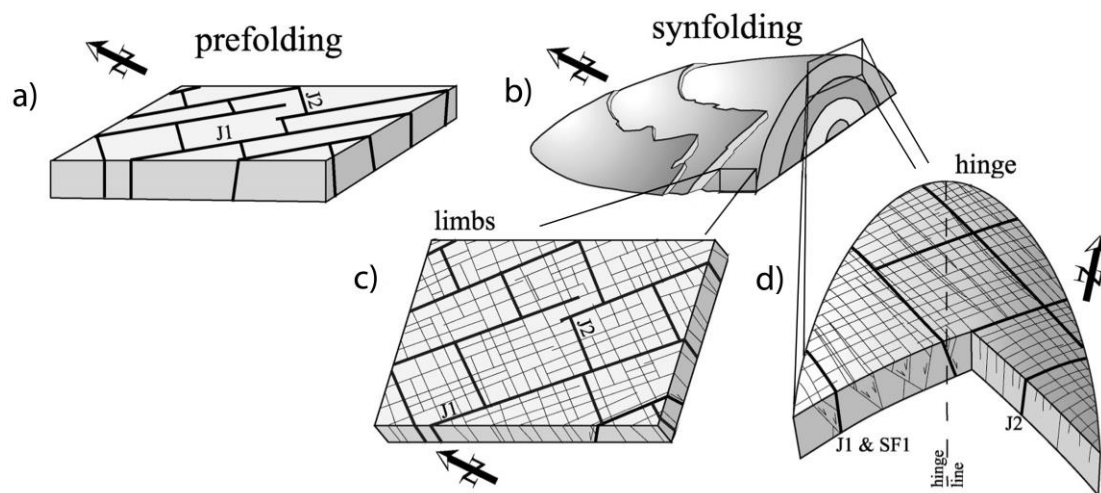 prefolding
synfolding
N
N
a)
b)
J2
J1
hinge
limbs
N
c)
d)
J2
J1
J1 & SF1
J2
N
hinge
line